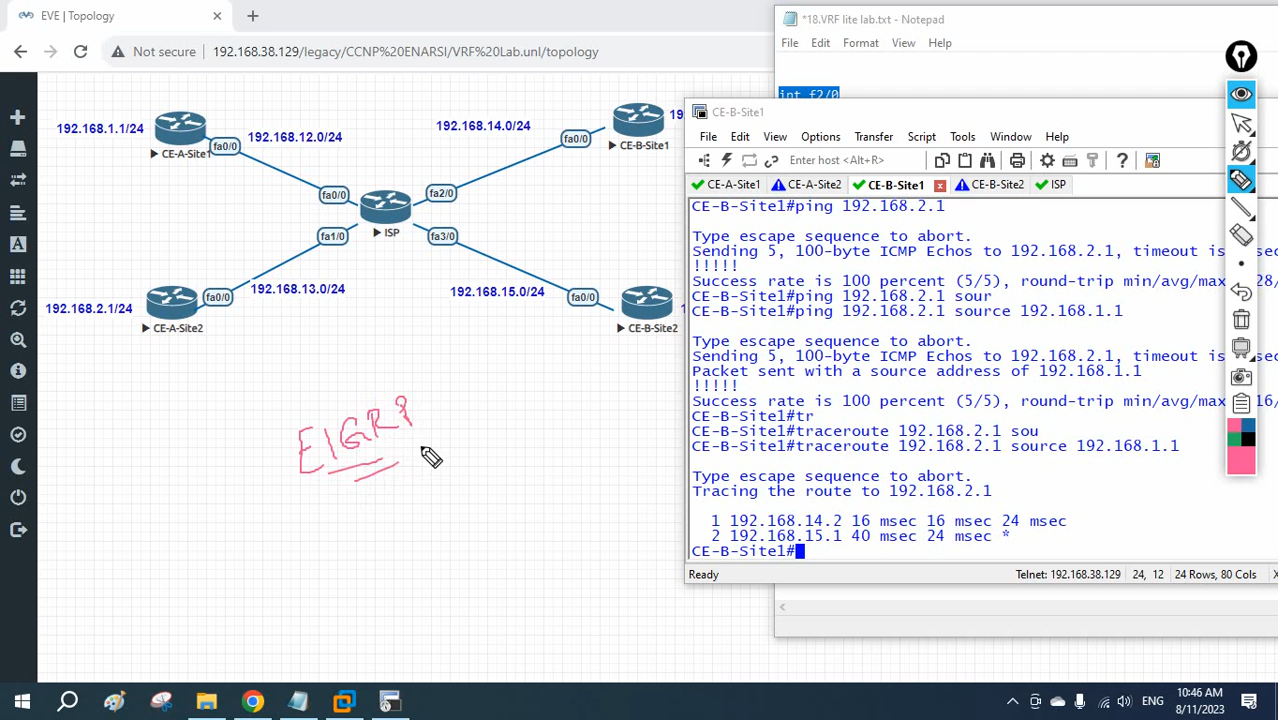 EVE | Topology
*18.VRF lite lab.txt - Notepad
Not secure 192.168.38.129/legacy/CCNP%20ENARSI/VRF%20Lab.unl/topology
File Edit Format View Help
int f2/0
192.168.1.1/24
CE-A-Site1
fa0/0
192.168.12.0/24
192.168.14.0/24
fa0/0
CE-B-Site1
fa0/0
fa2/0
ISP
fa1/0
fa3/0
192.168.2.1/24
fa0/0
192.168.13.0/24
CE-A-Site2
192.168.15.0/24
fa0/0
CE-B-Site2
EIGRP
CE-B-Site1
File Edit View Options Transfer Script Tools Window Help
Enter host <Alt+R>
CE-A-Site1 CE-A-Site2 CE-B-Site1 CE-B-Site2 ISP
CE-B-Site1#ping 192.168.2.1
Type escape sequence to abort.
Sending 5, 100-byte ICMP Echos to 192.168.2.1, timeout is
!!!!!
Success rate is 100 percent (5/5), round-trip min/avg/max
CE-B-Site1#ping 192.168.2.1 sour
CE-B-Site1#ping 192.168.2.1 source 192.168.1.1
Type escape sequence to abort.
Sending 5, 100-byte ICMP Echos to 192.168.2.1, timeout is
Packet sent with a source address of 192.168.1.1
!!!!!
Success rate is 100 percent (5/5), round-trip min/avg/max
CE-B-Site1#tr
CE-B-Site1#traceroute 192.168.2.1 sou
CE-B-Site1#traceroute 192.168.2.1 source 192.168.1.1
Type escape sequence to abort.
Tracing the route to 192.168.2.1
1 192.168.14.2 16 msec 16 msec 24 msec
2 192.168.15.1 40 msec 24 msec *
CE-B-Site1#
Ready Telnet: 192.168.38.129 24, 12 24 Rows, 80 Cols
ENG
10:46 AM
8/11/2023